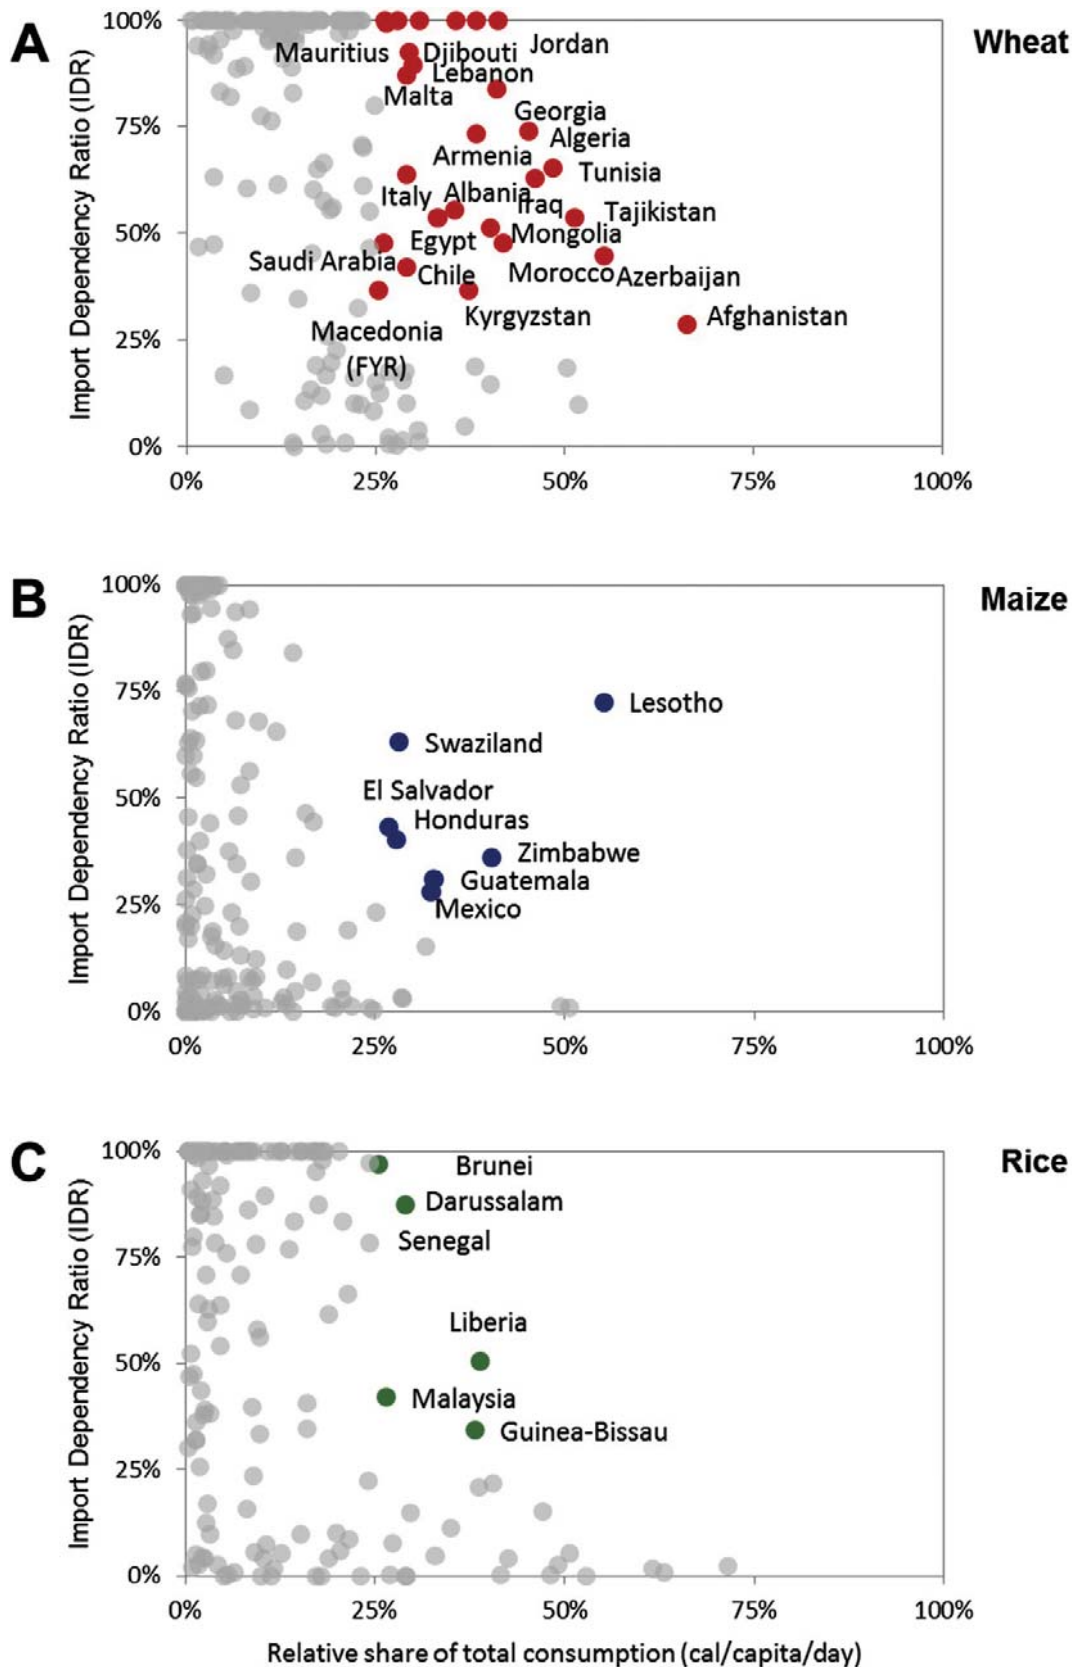 A
Wheat
Import Dependency Ratio (IDR)
100%
75%
50%
25%
0%
Mauritius
Djibouti
Jordan
Lebanon
Malta
Georgia
Algeria
Armenia
Tunisia
Italy
Albania
Iraq
Tajikistan
Egypt
Mongolia
Saudi Arabia
Chile
Morocco
Azerbaijan
Kyrgyzstan
Afghanistan
Macedonia
(FYR)
0%
25%
50%
75%
100%
B
Maize
Import Dependency Ratio (IDR)
100%
75%
50%
25%
0%
Lesotho
Swaziland
El Salvador
Honduras
Zimbabwe
Guatemala
Mexico
0%
25%
50%
75%
100%
C
Rice
Import Dependency Ratio (IDR)
100%
75%
50%
25%
0%
Brunei
Darussalam
Senegal
Liberia
Malaysia
Guinea-Bissau
0%
25%
50%
75%
100%
Relative share of total consumption (cal/capita/day)